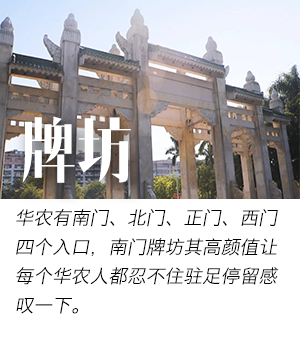 牌坊
华农有南门、北门、正门、西门
四个入口，南门牌坊其高颜值让
每个华农人都忍不住驻足停留感
叹一下。